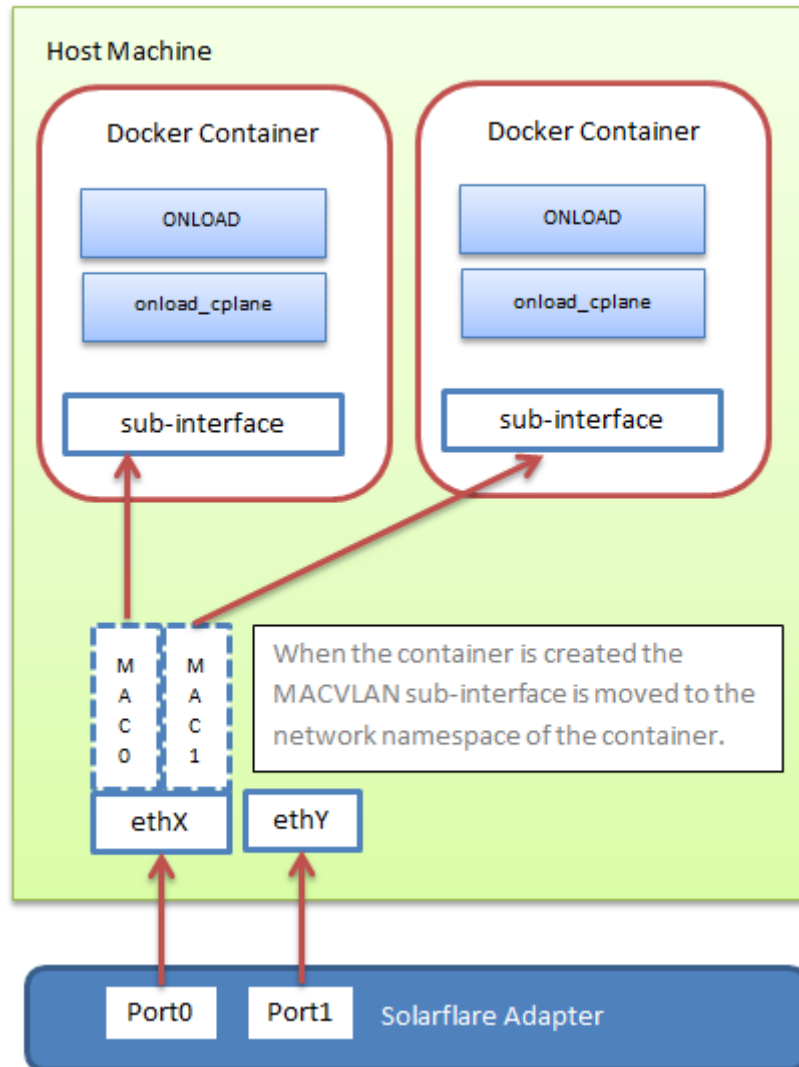 Host Machine
Docker Container
ONLOAD
onload_cplane
sub-interface
Docker Container
ONLOAD
onload_cplane
sub-interface
MAC0
MAC1
When the container is created the
MACVLAN sub-interface is moved to the
network namespace of the container.
ethX
ethY
Port0
Port1
Solarflare Adapter